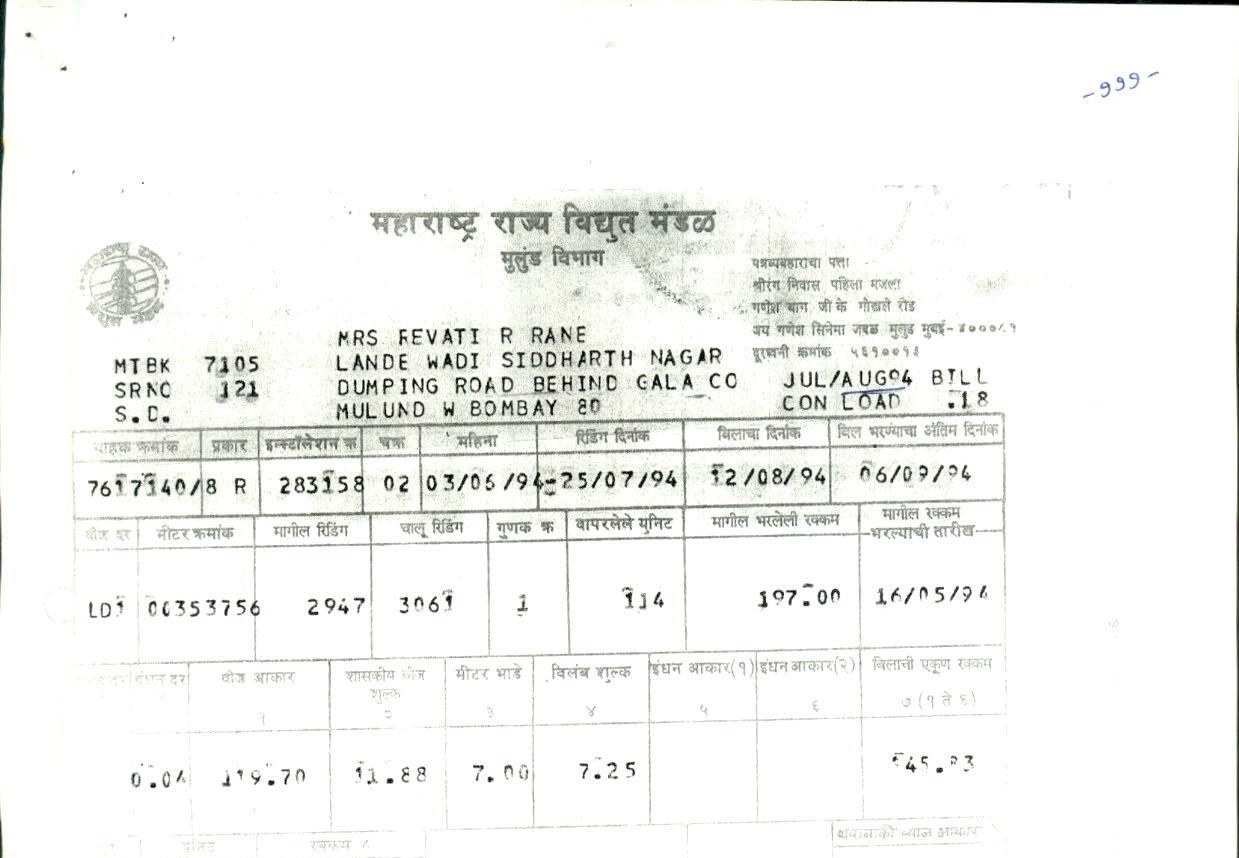 -999-
महाराष्ट्र राज्य विद्युत मंडळ
मुलुंड विभाग
पत्रव्यवहाराचा पत्ता
श्रीरंग निवास पहिला मजला
गणेश बाग जी के गोखले रोड
जय गणेश सिनेमा जवळ मुलुंड मुंबई-४०००८१
दूरध्वनी क्रमांक
MRS REVATI R RANE
MTBK 7105 LANDE WADI SIDDHARTH NAGAR
SRNO 121 DUMPING ROAD BEHIND GALA CO JUL/AUG94 BILL
S.D. MULUND W BOMBAY 80 CON LOAD .18
ग्राहक क्रमांक प्रकार इन्स्टॉलेशन क्र चक्र महिना रिडिंग दिनांक बिलाचा दिनांक बिल भरण्याचा अंतिम दिनांक
7617140/8 R 283158 02 03/06/94-25/07/94 12/08/94 06/09/94
वीज दर मीटर क्रमांक मागील रिडिंग चालू रिडिंग गुणक क्र वापरलेले युनिट मागील भरलेली रक्कम मागील रक्कम भरल्याची तारीख
LD1 00353756 2947 3061 1 114 197.00 16/05/94
इंधन दर वीज आकार शासकीय वीज शुल्क मीटर भाडे विलंब शुल्क इंधन आकार(१) इंधन आकार(२) बिलाची एकूण रक्कम
१ २ ३ ४ ५ ६ ७ (१ ते ६)
0.04 119.70 11.88 7.00 7.25 145.83
युनिट रक्कम ८ थकबाकी व्याज आकार